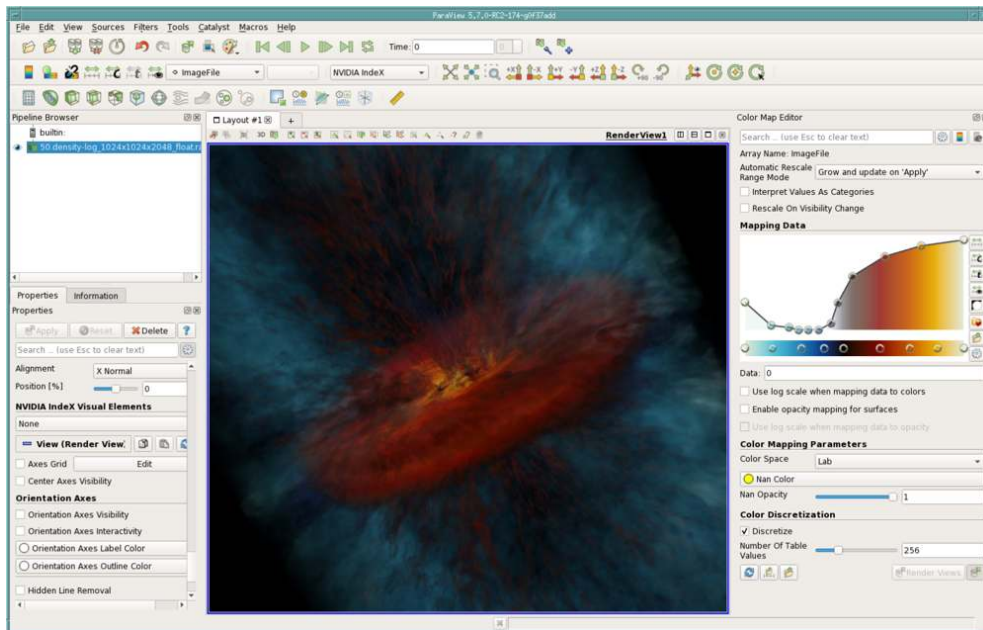 ParaView 5.7.0-RC2-174-g9f37add
File Edit View Sources Filters Tools Catalyst Macros Help
Time: 0 0
ImageFile NVIDIA IndeX +X -X +Y -Y +Z -Z +90 -90
Pipeline Browser
builtin:
50.density-log_1024x1024x2048_float.ra
Properties Information
Properties
Apply Reset Delete ?
Search ... (use Esc to clear text)
Alignment X Normal
Position [%] 0
NVIDIA IndeX Visual Elements
None
View (Render View)
Axes Grid Edit
Center Axes Visibility
Orientation Axes
Orientation Axes Visibility
Orientation Axes Interactivity
Orientation Axes Label Color
Orientation Axes Outline Color
Hidden Line Removal
Layout #1 +
3D RenderView1
Color Map Editor
Search ... (use Esc to clear text)
Array Name: ImageFile
Automatic Rescale
Range Mode Grow and update on 'Apply'
Interpret Values As Categories
Rescale On Visibility Change
Mapping Data
Data: 0
Use log scale when mapping data to colors
Enable opacity mapping for surfaces
Use log scale when mapping data to opacity
Color Mapping Parameters
Color Space Lab
Nan Color
Nan Opacity 1
Color Discretization
Discretize
Number Of Table
Values 256
Render Views